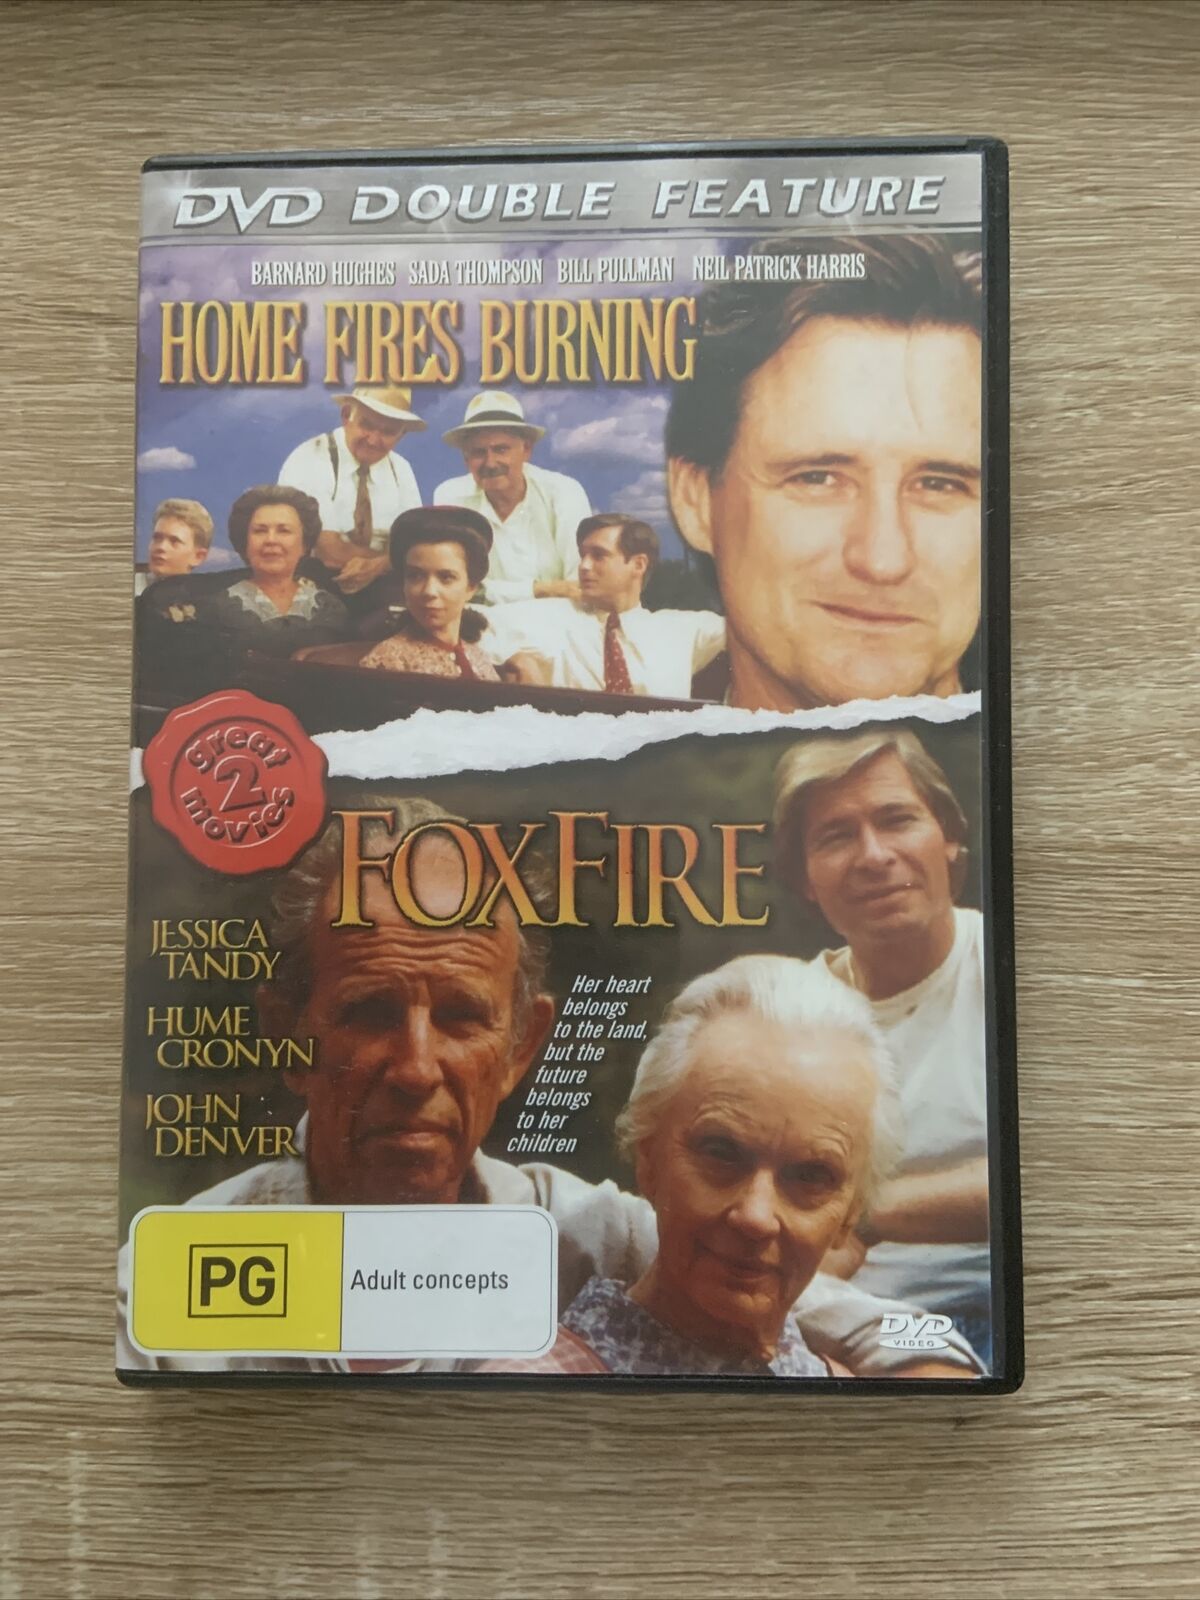 DVD DOUBLE FEATURE
BARNARD HUGHES SADA THOMPSON BILL PULLMAN NEIL PATRICK HARRIS
HOME FIRES BURNING
great
2
movies
FOXFIRE
JESSICA
TANDY
HUME
CRONYN
JOHN
DENVER
Her heart
belongs
to the land,
but the
future
belongs
to her
children
PG
Adult concepts
DVD
VIDEO